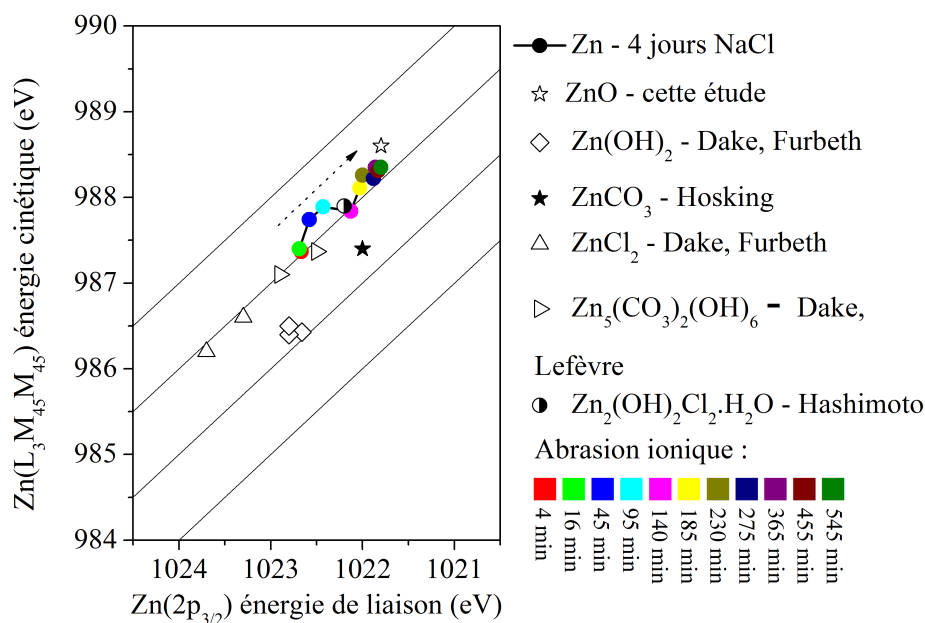 990
989
988
987
986
985
984
Zn(L₃M₄₅M₄₅) énergie cinétique (eV)
1024 1023 1022 1021
Zn(2p₃/₂) énergie de liaison (eV)
Zn - 4 jours NaCl
ZnO - cette étude
Zn(OH)₂ - Dake, Furbeth
ZnCO₃ - Hosking
ZnCl₂ - Dake, Furbeth
Zn₅(CO₃)₂(OH)₆ - Dake,
Lefèvre
Zn₂(OH)₂Cl₂.H₂O - Hashimoto
Abrasion ionique :
4 min
16 min
45 min
95 min
140 min
185 min
230 min
275 min
365 min
455 min
545 min